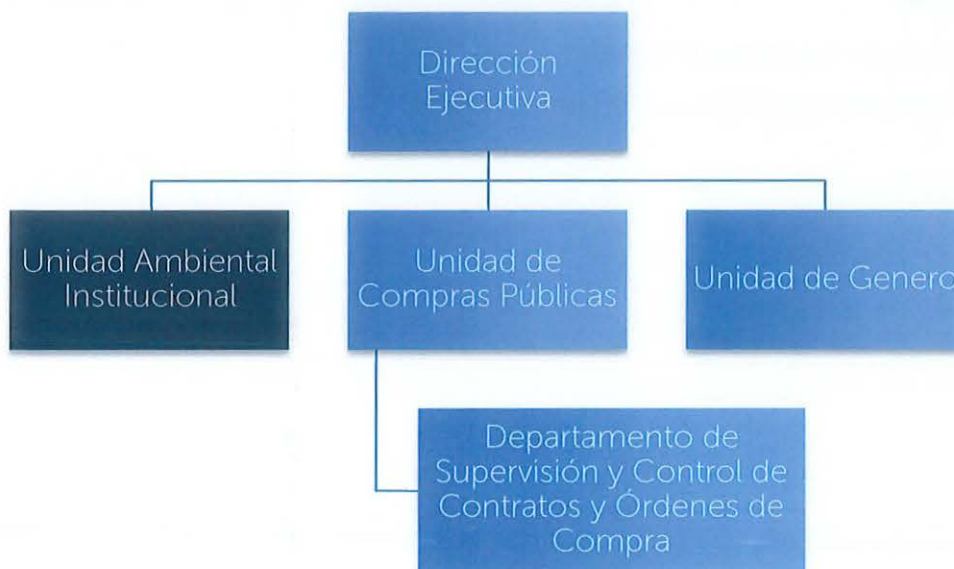 Dirección
Ejecutiva
Unidad Ambiental
Institucional
Unidad de
Compras Públicas
Unidad de Genero
Departamento de
Supervisión y Control de
Contratos y Órdenes de
Compra